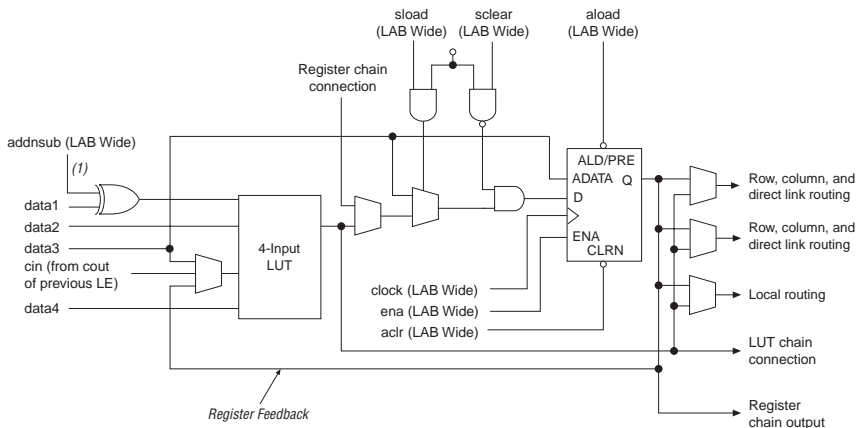 sload
(LAB Wide)
sclear
(LAB Wide)
aload
(LAB Wide)
Register chain
connection
addnsub (LAB Wide)
(1)
data1
data2
data3
cin (from cout
of previous LE)
data4
4-Input
LUT
ALD/PRE
ADATA Q
D
ENA
CLRN
clock (LAB Wide)
ena (LAB Wide)
aclr (LAB Wide)
Row, column, and
direct link routing
Row, column, and
direct link routing
Local routing
LUT chain
connection
Register
chain output
Register Feedback